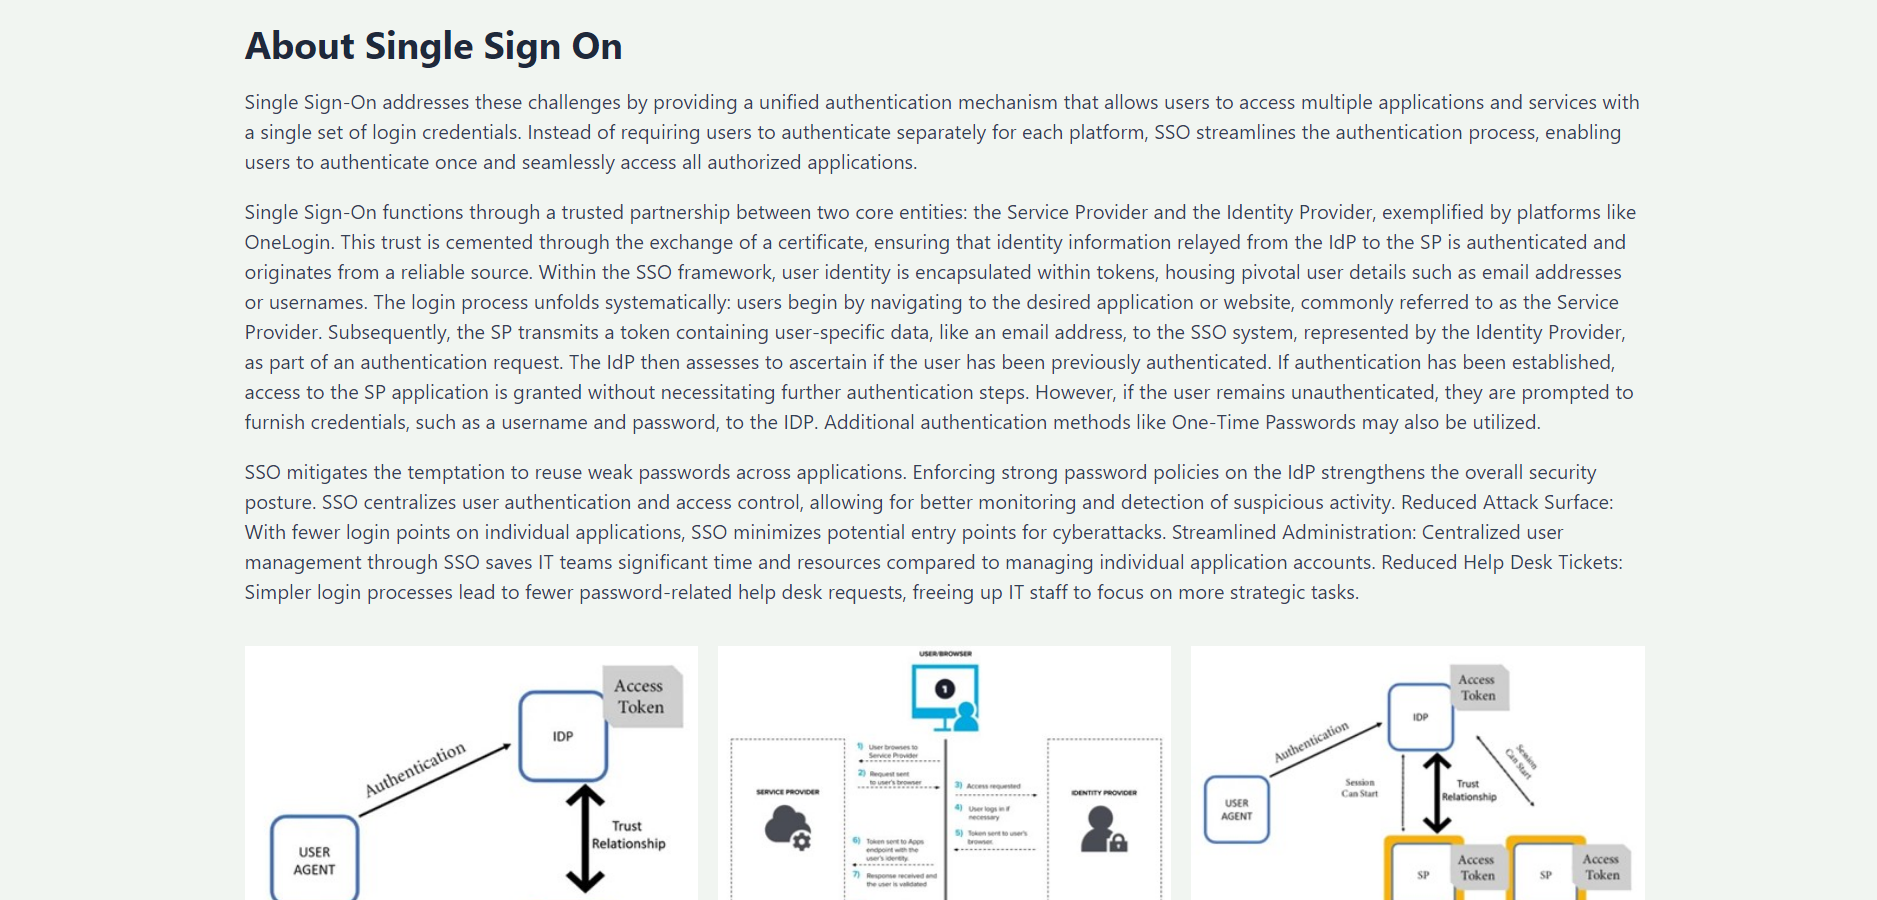 About Single Sign On
Single Sign-On addresses these challenges by providing a unified authentication mechanism that allows users to access multiple applications and services with
a single set of login credentials. Instead of requiring users to authenticate separately for each platform, SSO streamlines the authentication process, enabling
users to authenticate once and seamlessly access all authorized applications.
Single Sign-On functions through a trusted partnership between two core entities: the Service Provider and the Identity Provider, exemplified by platforms like
OneLogin. This trust is cemented through the exchange of a certificate, ensuring that identity information relayed from the IdP to the SP is authenticated and
originates from a reliable source. Within the SSO framework, user identity is encapsulated within tokens, housing pivotal user details such as email addresses
or usernames. The login process unfolds systematically: users begin by navigating to the desired application or website, commonly referred to as the Service
Provider. Subsequently, the SP transmits a token containing user-specific data, like an email address, to the SSO system, represented by the Identity Provider,
as part of an authentication request. The IdP then assesses to ascertain if the user has been previously authenticated. If authentication has been established,
access to the SP application is granted without necessitating further authentication steps. However, if the user remains unauthenticated, they are prompted to
furnish credentials, such as a username and password, to the IDP. Additional authentication methods like One-Time Passwords may also be utilized.
SSO mitigates the temptation to reuse weak passwords across applications. Enforcing strong password policies on the IdP strengthens the overall security
posture. SSO centralizes user authentication and access control, allowing for better monitoring and detection of suspicious activity. Reduced Attack Surface:
With fewer login points on individual applications, SSO minimizes potential entry points for cyberattacks. Streamlined Administration: Centralized user
management through SSO saves IT teams significant time and resources compared to managing individual application accounts. Reduced Help Desk Tickets:
Simpler login processes lead to fewer password-related help desk requests, freeing up IT staff to focus on more strategic tasks.
Access
Token
IDP
Authentication
Trust
Relationship
USER
AGENT
USER/BROWSER
1
1) User browses to
Service Provider
2) Request sent
to user's browser
3) Access requested
SERVICE PROVIDER
IDENTITY PROVIDER
4) User logs in if
necessary
5) Token sent to user's
browser.
6) Token sent to Apps
endpoint with the
user's identity.
7) Response received and
the user is validated
Access
Token
IDP
Authentication
Session
Can Start
Session
Can Start
Trust
Relationship
USER
AGENT
Access
Token
SP
Access
Token
SP